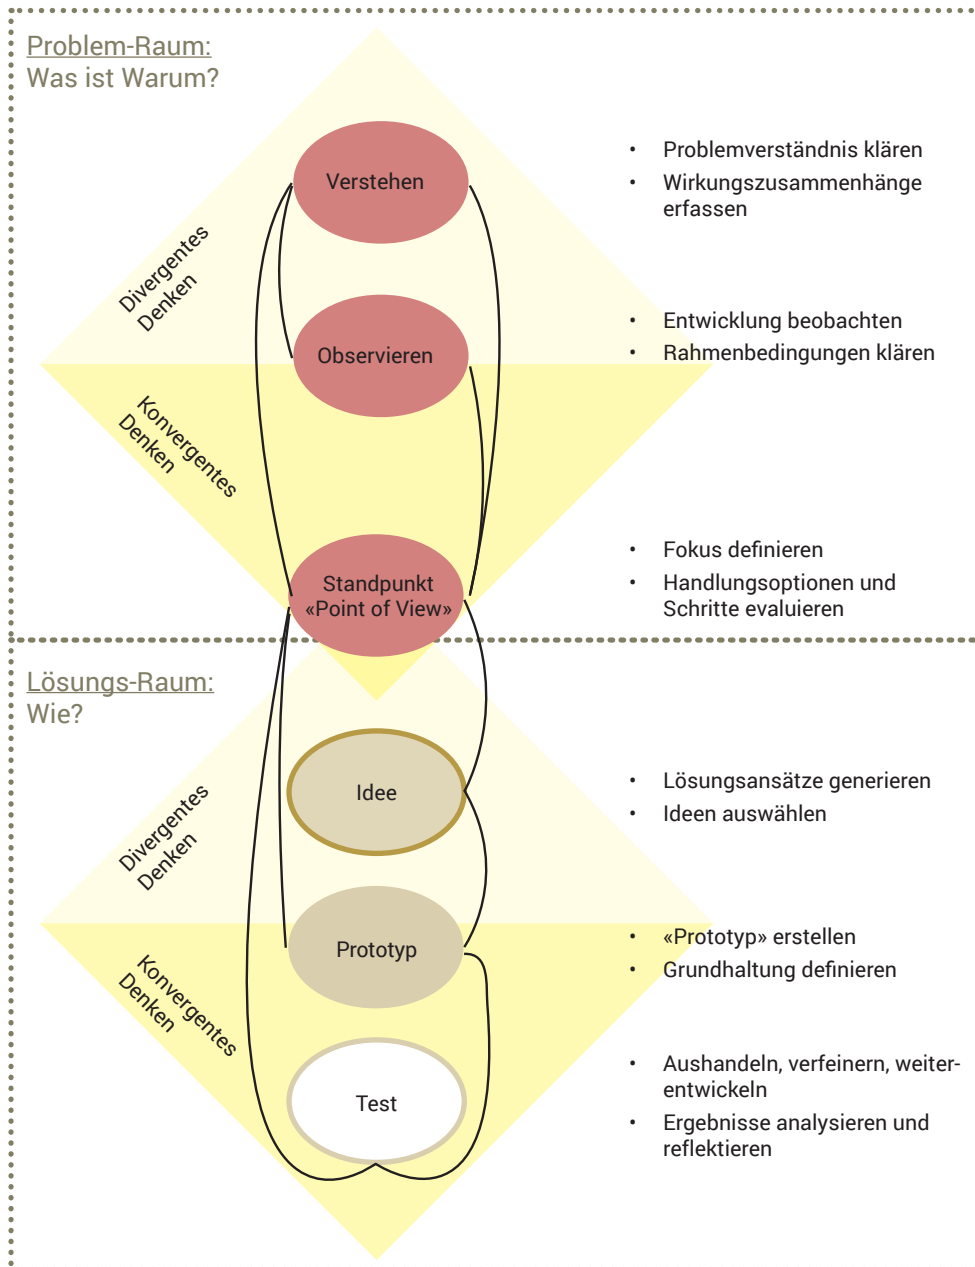 Problem-Raum:
Was ist Warum?
Verstehen
• Problemverständnis klären
• Wirkungszusammenhänge
erfassen
Divergentes
Denken
Observieren
• Entwicklung beobachten
• Rahmenbedingungen klären
Konvergentes
Denken
Standpunkt
«Point of View»
• Fokus definieren
• Handlungsoptionen und
Schritte evaluieren
Lösungs-Raum:
Wie?
Idee
• Lösungsansätze generieren
• Ideen auswählen
Divergentes
Denken
Prototyp
• «Prototyp» erstellen
• Grundhaltung definieren
Konvergentes
Denken
Test
• Aushandeln, verfeinern, weiter-
entwickeln
• Ergebnisse analysieren und
reflektieren